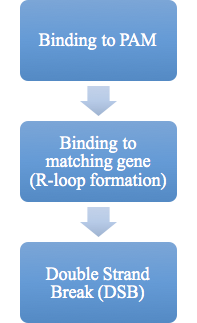 Binding to PAM
Binding to
matching gene
(R-loop formation)
Double Strand
Break (DSB)